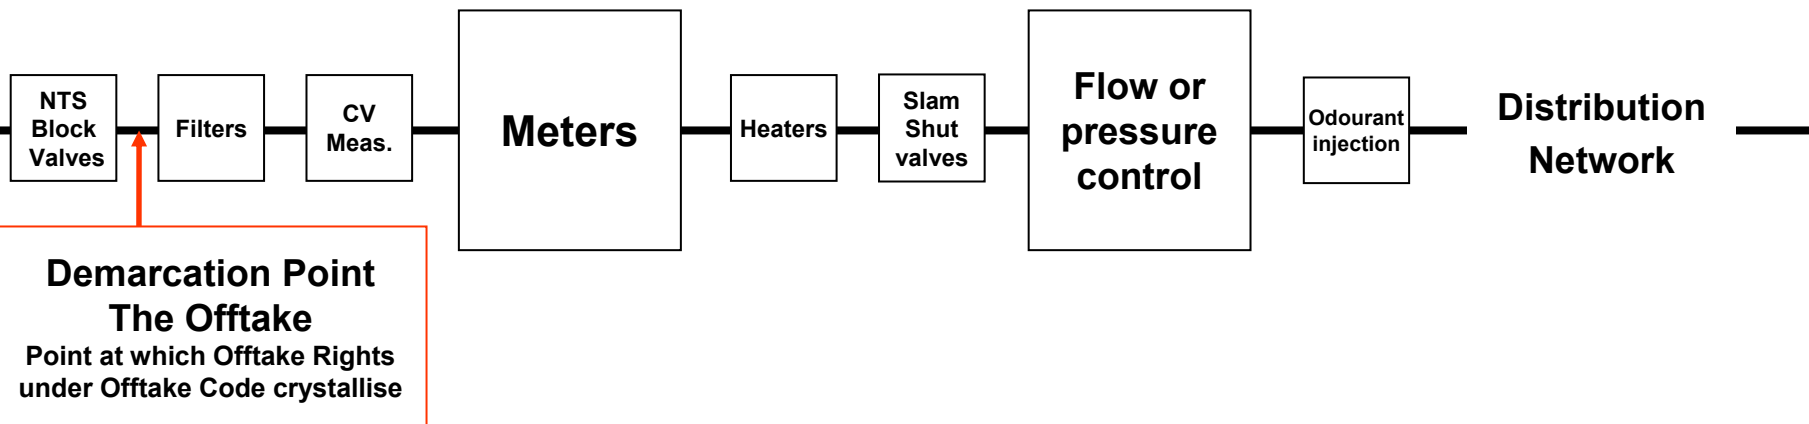 NTS
Block
Valves
Filters
CV
Meas.
Meters
Heaters
Slam
Shut
valves
Flow or
pressure
control
Odourant
injection
Distribution
Network
Demarcation Point
The Offtake
Point at which Offtake Rights
under Offtake Code crystallise